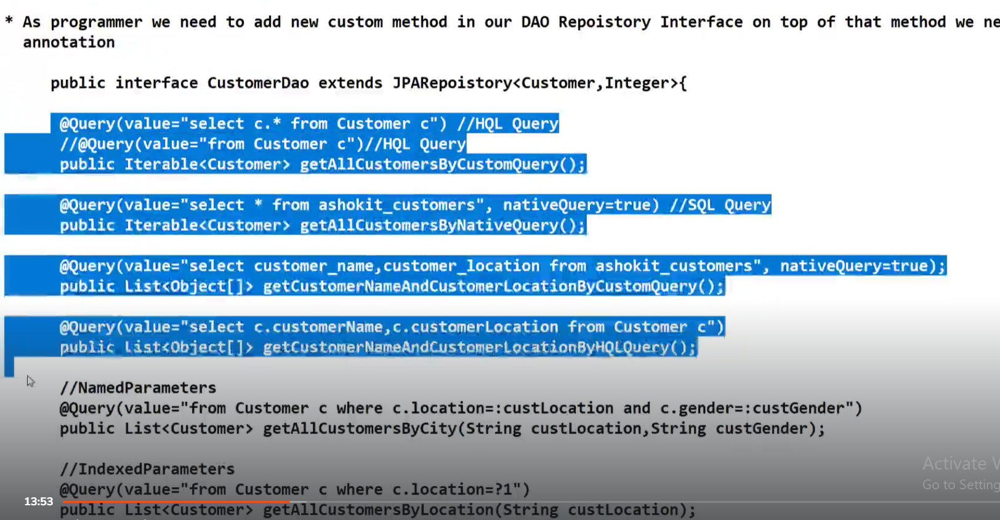 * As programmer we need to add new custom method in our DAO Repoistory Interface on top of that method we ne
annotation
public interface CustomerDao extends JPARepoistory<Customer,Integer>{
@Query(value="select c.* from Customer c") //HQL Query
//@Query(value="from Customer c")//HQL Query
public Iterable<Customer> getAllCustomersByCustomQuery();
@Query(value="select * from ashokit_customers", nativeQuery=true) //SQL Query
public Iterable<Customer> getAllCustomersByNativeQuery();
@Query(value="select customer_name,customer_location from ashokit_customers", nativeQuery=true);
public List<Object[]> getCustomerNameAndCustomerLocationByCustomQuery();
@Query(value="select c.customerName,c.customerLocation from Customer c")
public List<Object[]> getCustomerNameAndCustomerLocationByHQLQuery();
//NamedParameters
@Query(value="from Customer c where c.location=:custLocation and c.gender=:custGender")
public List<Customer> getAllCustomersByCity(String custLocation,String custGender);
//IndexedParameters
@Query(value="from Customer c where c.location=?1")
public List<Customer> getAllCustomersByLocation(String custLocation);
13:53
Activate W
Go to Setting